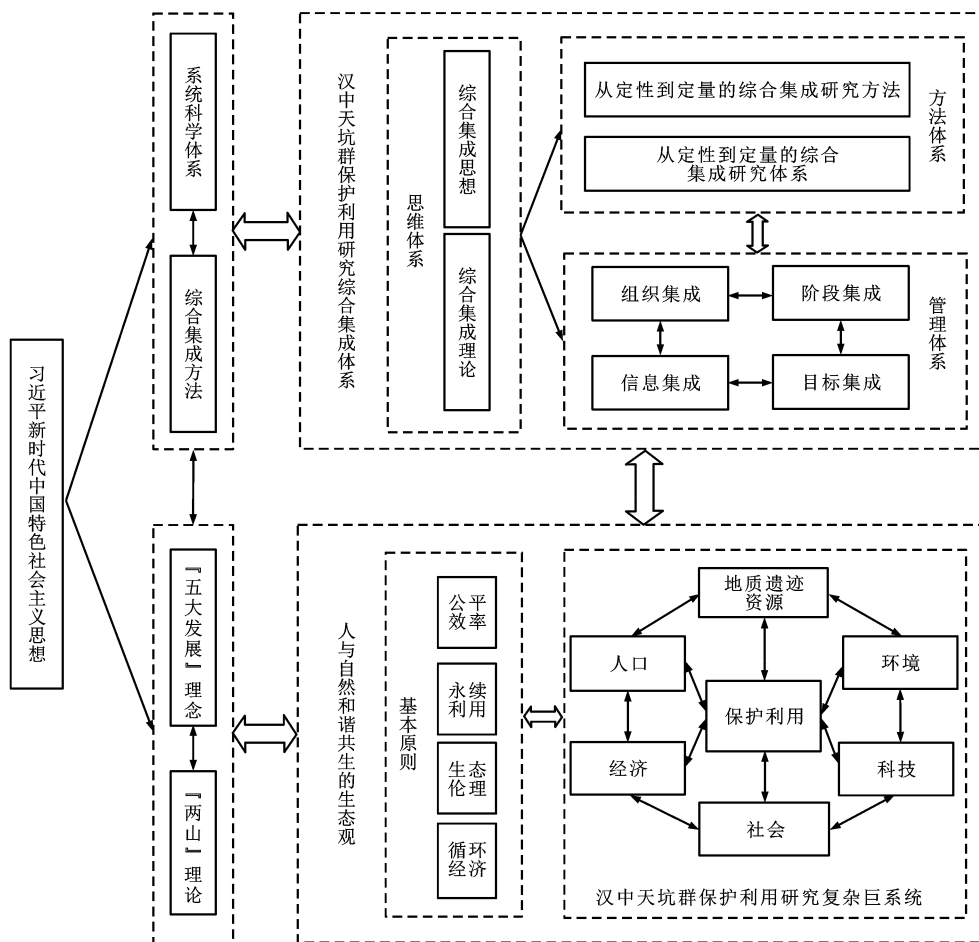 习近平新时代中国特色社会主义思想
系统科学体系
综合集成方法
『五大发展』理念
『两山』理论
汉中天坑群保护利用研究综合集成体系
思维体系
综合集成思想
综合集成理论
从定性到定量的综合集成研究方法
从定性到定量的综合
集成研究体系
方法体系
组织集成
阶段集成
信息集成
目标集成
管理体系
人与自然和谐共生的生态观
基本原则
公平
效率
永续
利用
生态
伦理
循环
经济
地质遗迹
资源
人口
环境
保护利用
经济
科技
社会
汉中天坑群保护利用研究复杂巨系统